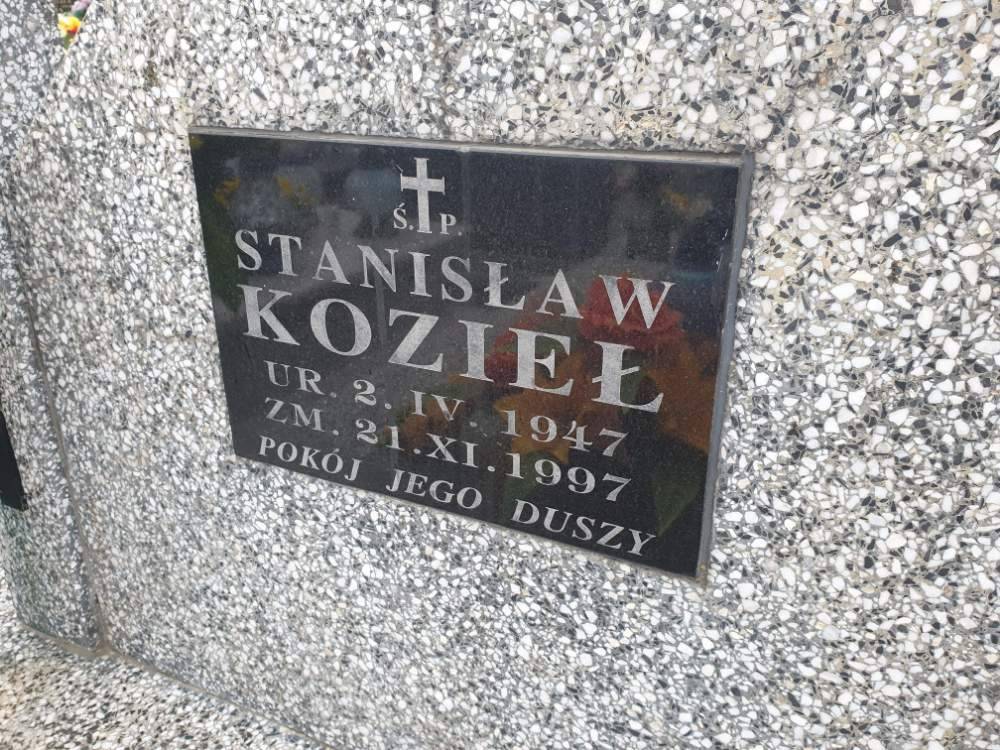 Ś. P.
STANISŁAW
KOZIEŁ
UR. 2. IV. 1947
ZM. 21. XI. 1997
POKÓJ JEGO DUSZY